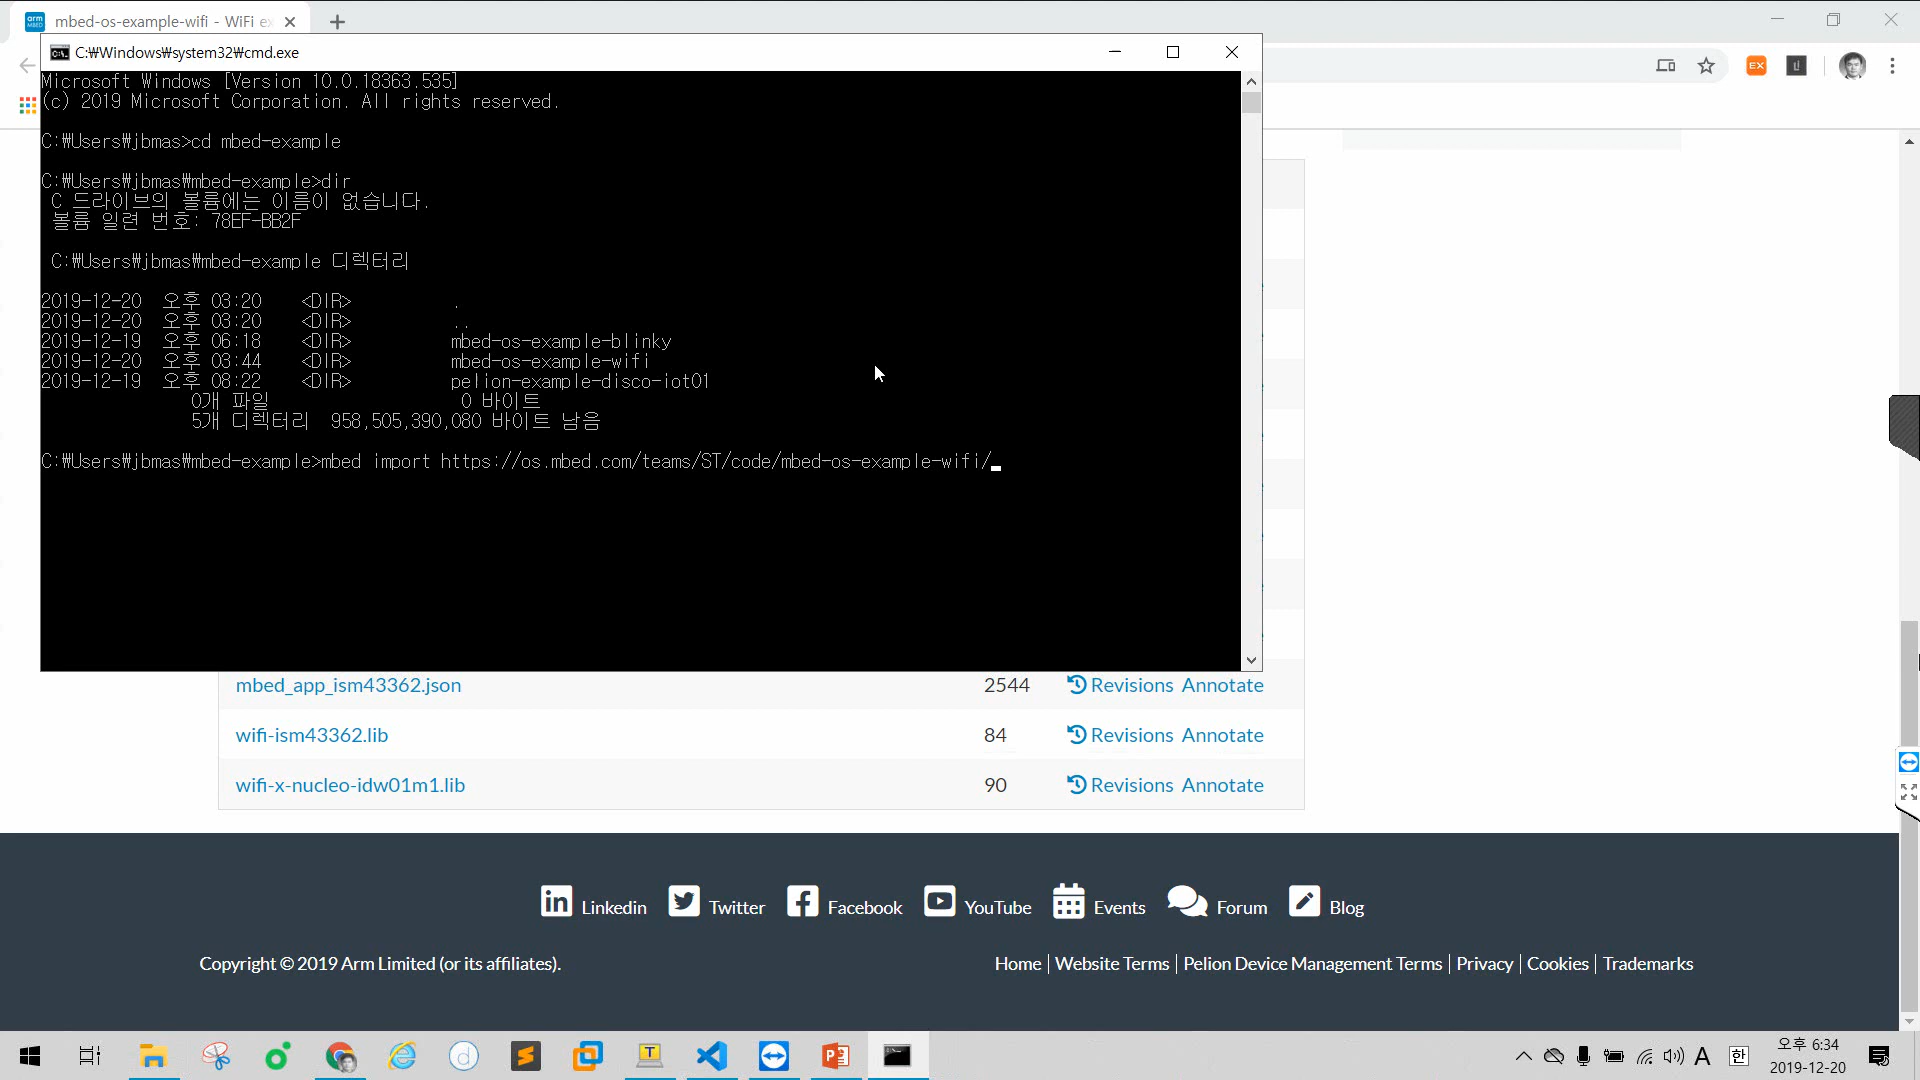 mbed-os-example-wifi - WiFi ex
C:₩Windows₩system32₩cmd.exe
Microsoft Windows [Version 10.0.18363.535]
(c) 2019 Microsoft Corporation. All rights reserved.
C:₩Users₩jbmas>cd mbed-example
C:₩Users₩jbmas₩mbed-example>dir
C 드라이브의 볼륨에는 이름이 없습니다.
볼륨 일련 번호: 78EF-BB2F
C:₩Users₩jbmas₩mbed-example 디렉터리
2019-12-20 오후 03:20 <DIR> .
2019-12-20 오후 03:20 <DIR> ..
2019-12-19 오후 06:18 <DIR> mbed-os-example-blinky
2019-12-20 오후 03:44 <DIR> mbed-os-example-wifi
2019-12-19 오후 08:22 <DIR> pelion-example-disco-iot01
0개 파일 0 바이트
5개 디렉터리 958,505,390,080 바이트 남음
C:₩Users₩jbmas₩mbed-example>mbed import https://os.mbed.com/teams/ST/code/mbed-os-example-wifi/
mbed_app_ism43362.json 2544 Revisions Annotate
wifi-ism43362.lib 84 Revisions Annotate
wifi-x-nucleo-idw01m1.lib 90 Revisions Annotate
Linkedin Twitter Facebook YouTube Events Forum Blog
Copyright © 2019 Arm Limited (or its affiliates).
Home | Website Terms | Pelion Device Management Terms | Privacy | Cookies | Trademarks
A 한 오후 6:34
2019-12-20